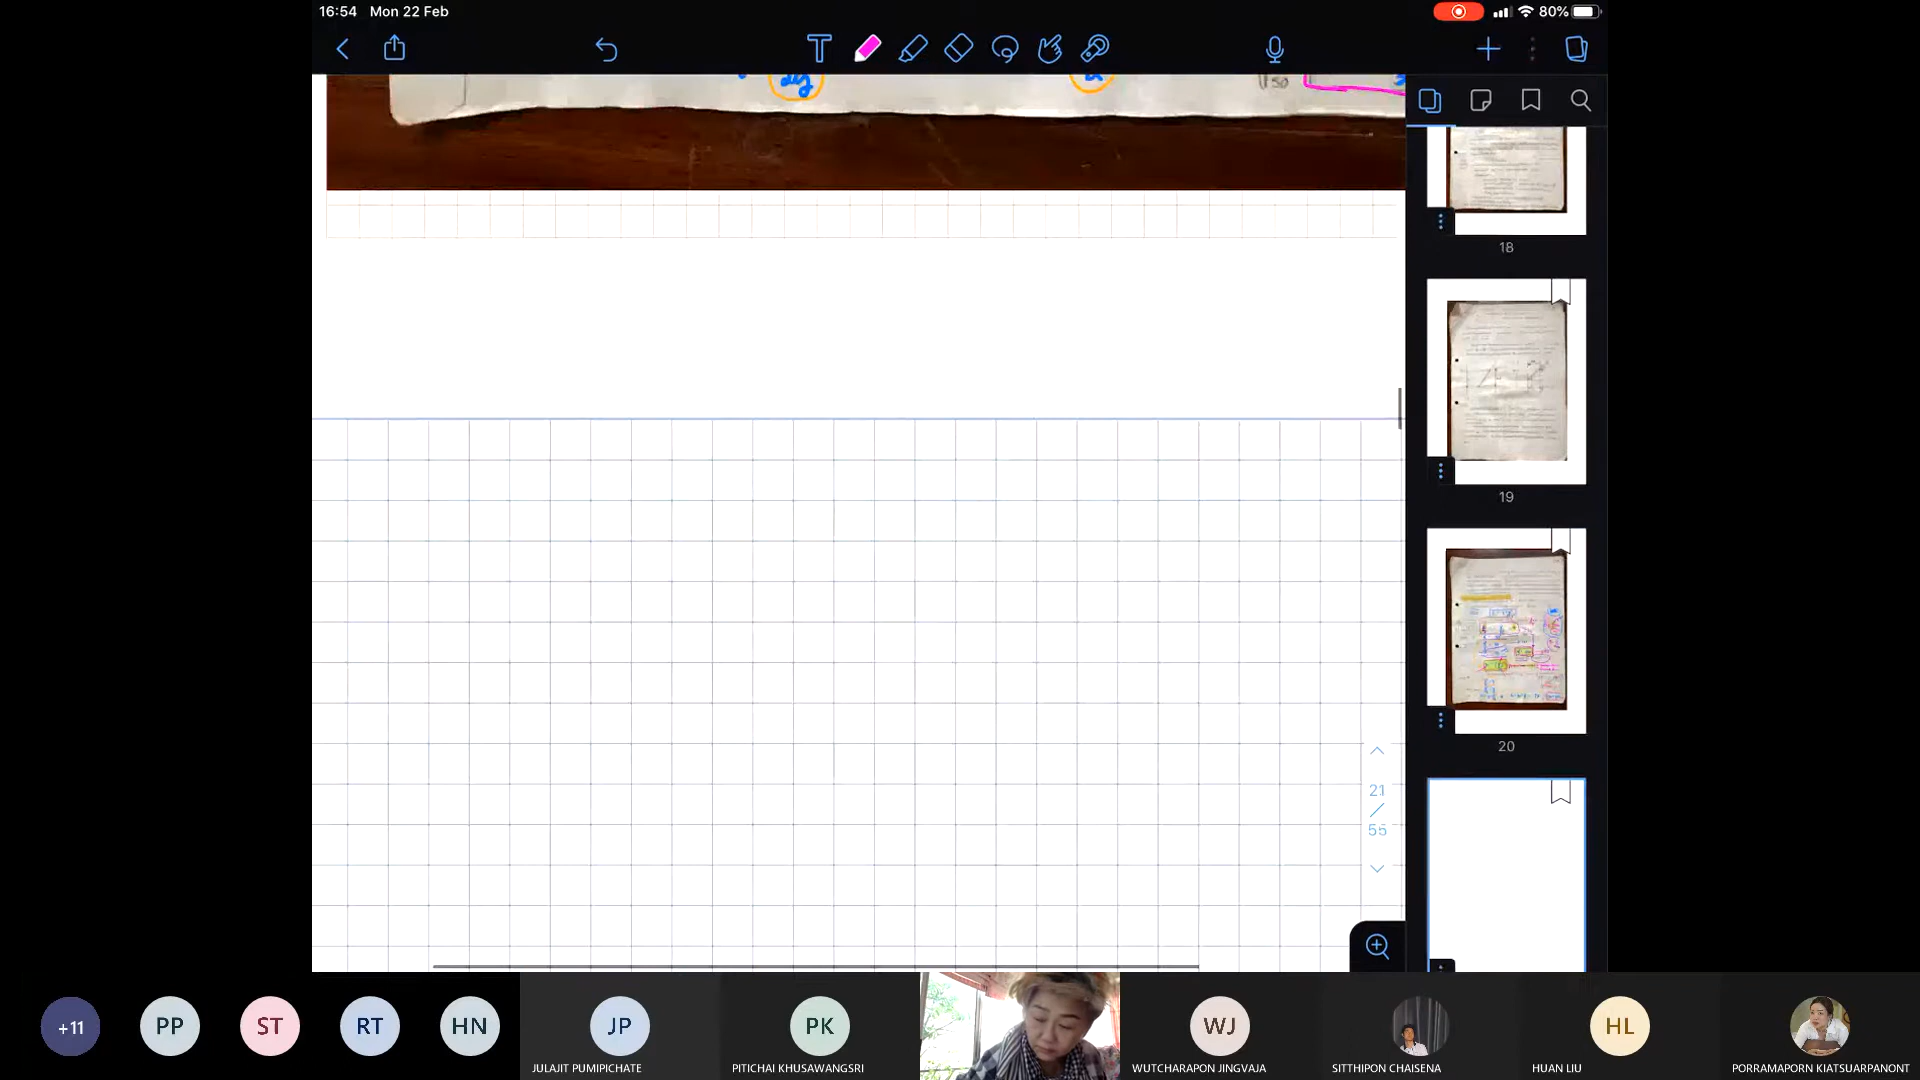 16:54 Mon 22 Feb
80%
dy
18
19
20
21
55
+11
PP
ST
RT
HN
JP
PK
WJ
HL
JULAJIT PUMIPICHATE
PITICHAI KHUSAWANGSRI
WUTCHARAPON JINGVAJA
SITTHIPON CHAISENA
HUAN LIU
PORRAMAPORN KIATSUARPANONT